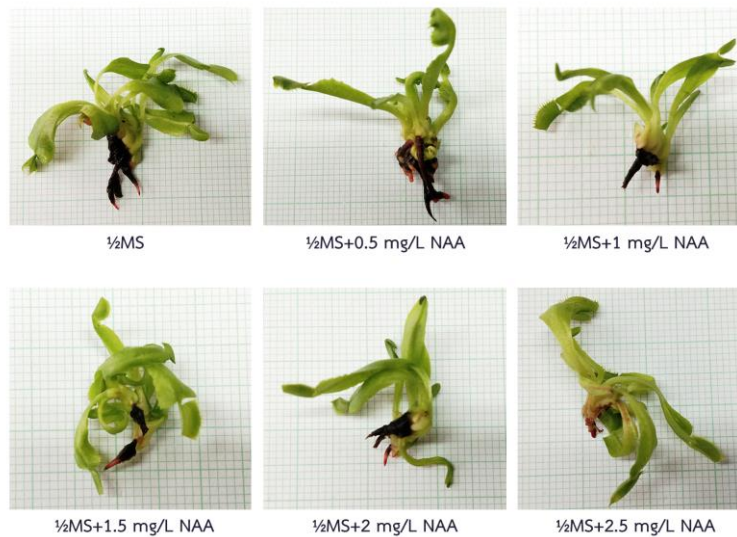 ½MS
½MS+0.5 mg/L NAA
½MS+1 mg/L NAA
½MS+1.5 mg/L NAA
½MS+2 mg/L NAA
½MS+2.5 mg/L NAA